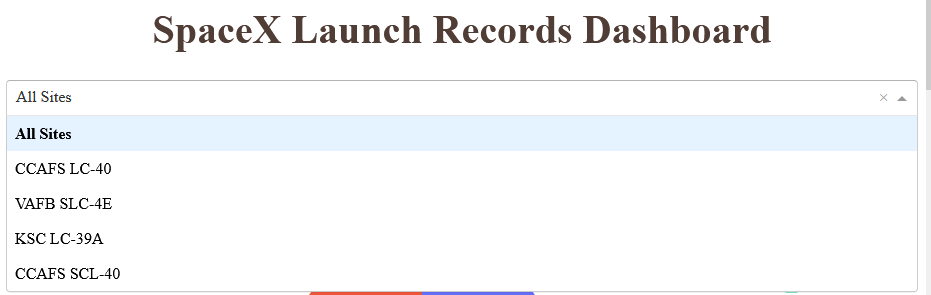 SpaceX Launch Records Dashboard
All Sites
All Sites
CCAFS LC-40
VAFB SLC-4E
KSC LC-39A
CCAFS SCL-40